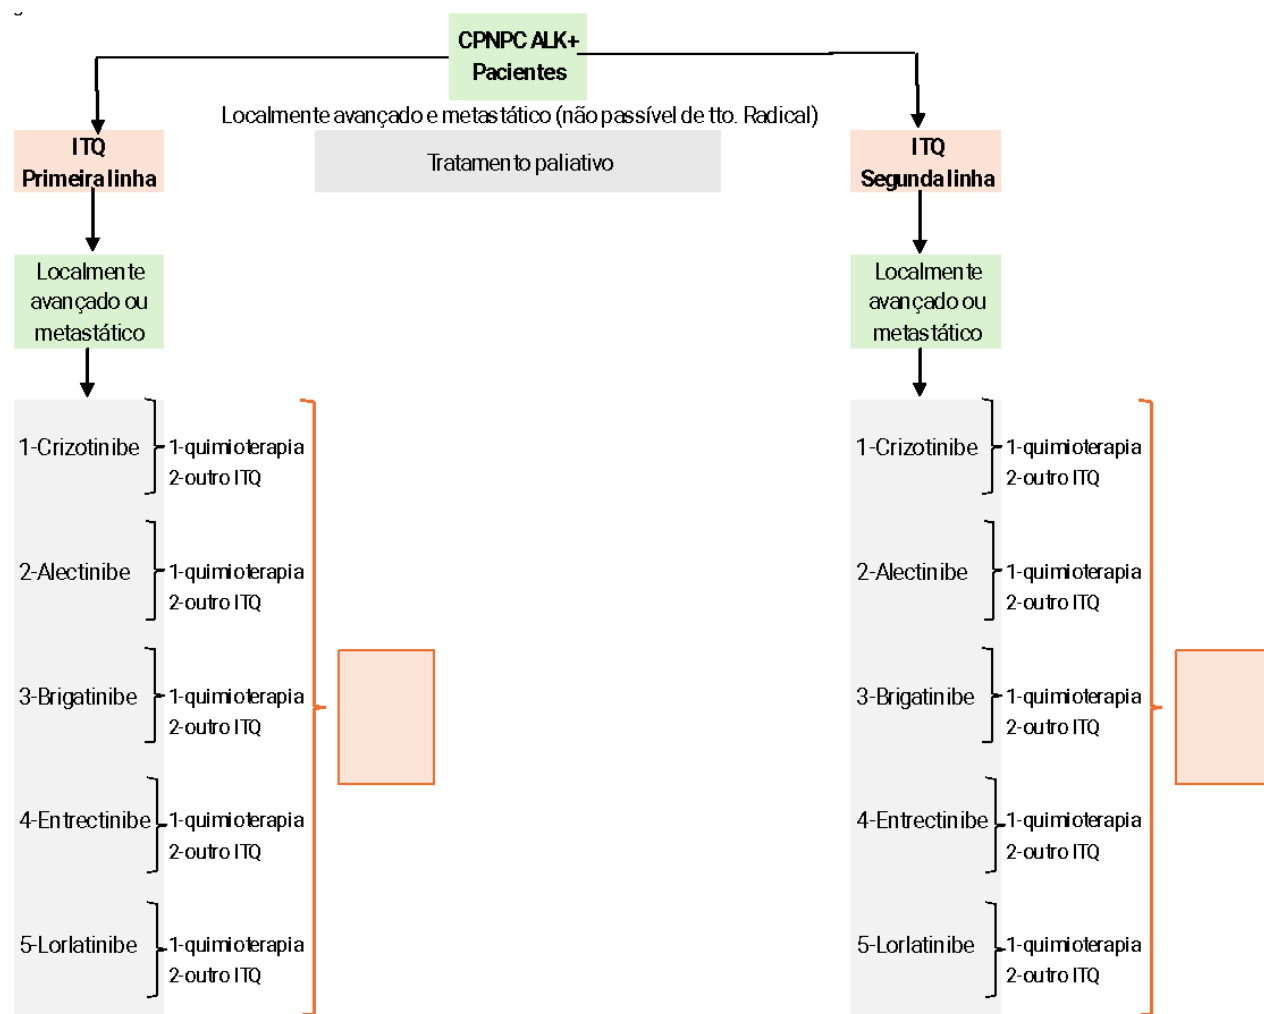 CPNPC ALK+
Pacientes
Localmente avançado e metastático (não passível de tto. Radical)
Tratamento paliativo
ITQ
Primeira linha
Localmente
avançado ou
metastático
1-Crizotinibe
1-quimioterapia
2-outro ITQ
2-Alectinibe
1-quimioterapia
2-outro ITQ
3-Brigatinibe
1-quimioterapia
2-outro ITQ
4-Entrectinibe
1-quimioterapia
2-outro ITQ
5-Lorlatinibe
1-quimioterapia
2-outro ITQ
ITQ
Segunda linha
Localmente
avançado ou
metastático
1-Crizotinibe
1-quimioterapia
2-outro ITQ
2-Alectinibe
1-quimioterapia
2-outro ITQ
3-Brigatinibe
1-quimioterapia
2-outro ITQ
4-Entrectinibe
1-quimioterapia
2-outro ITQ
5-Lorlatinibe
1-quimioterapia
2-outro ITQ